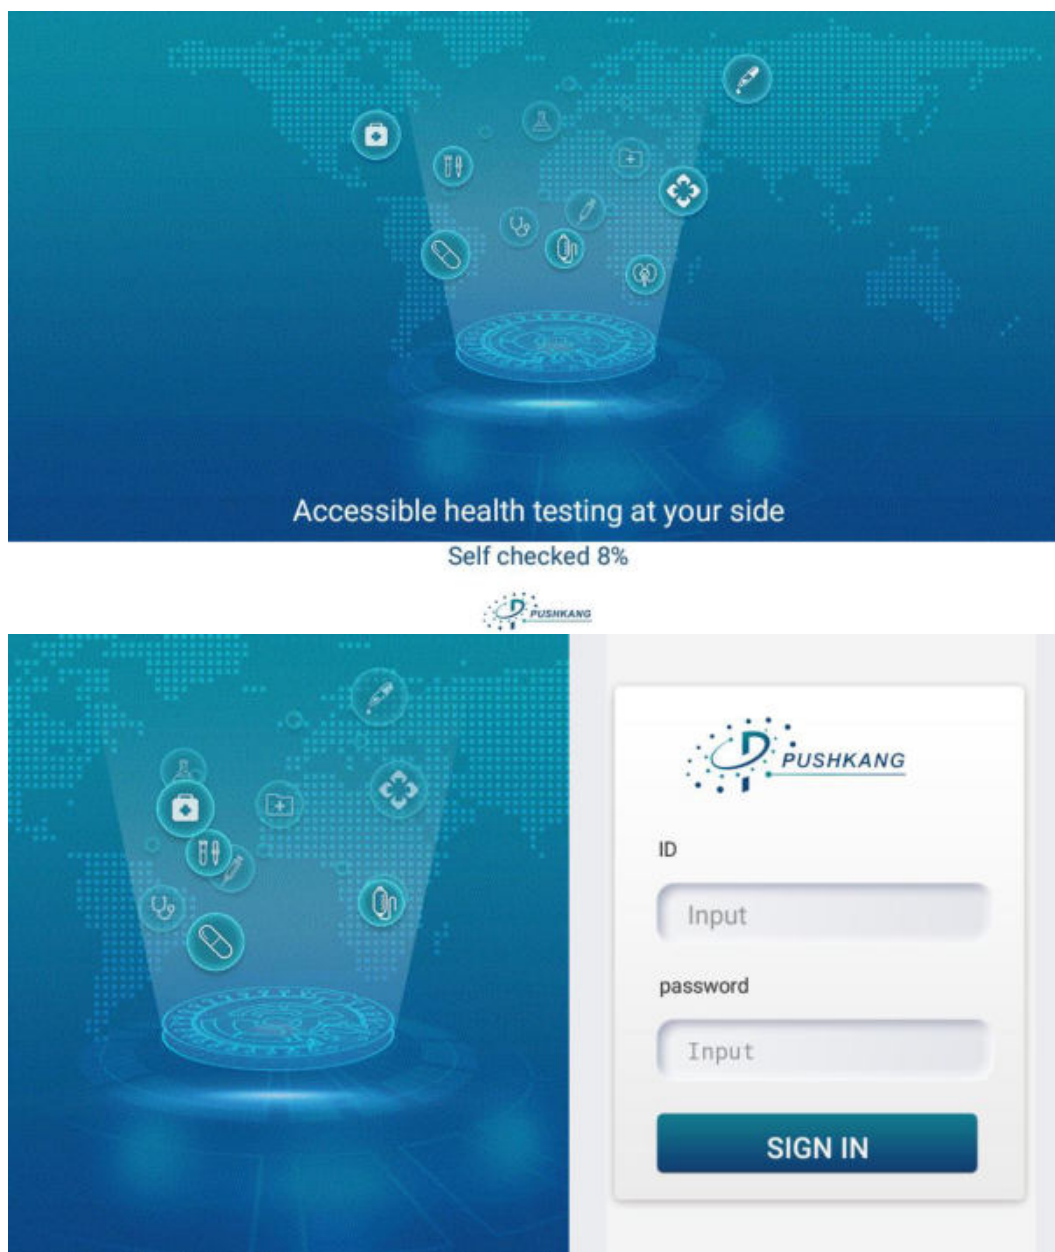 Accessible health testing at your side
Self checked 8%
PUSHKANG
PUSHKANG
ID
Input
password
Input
SIGN IN